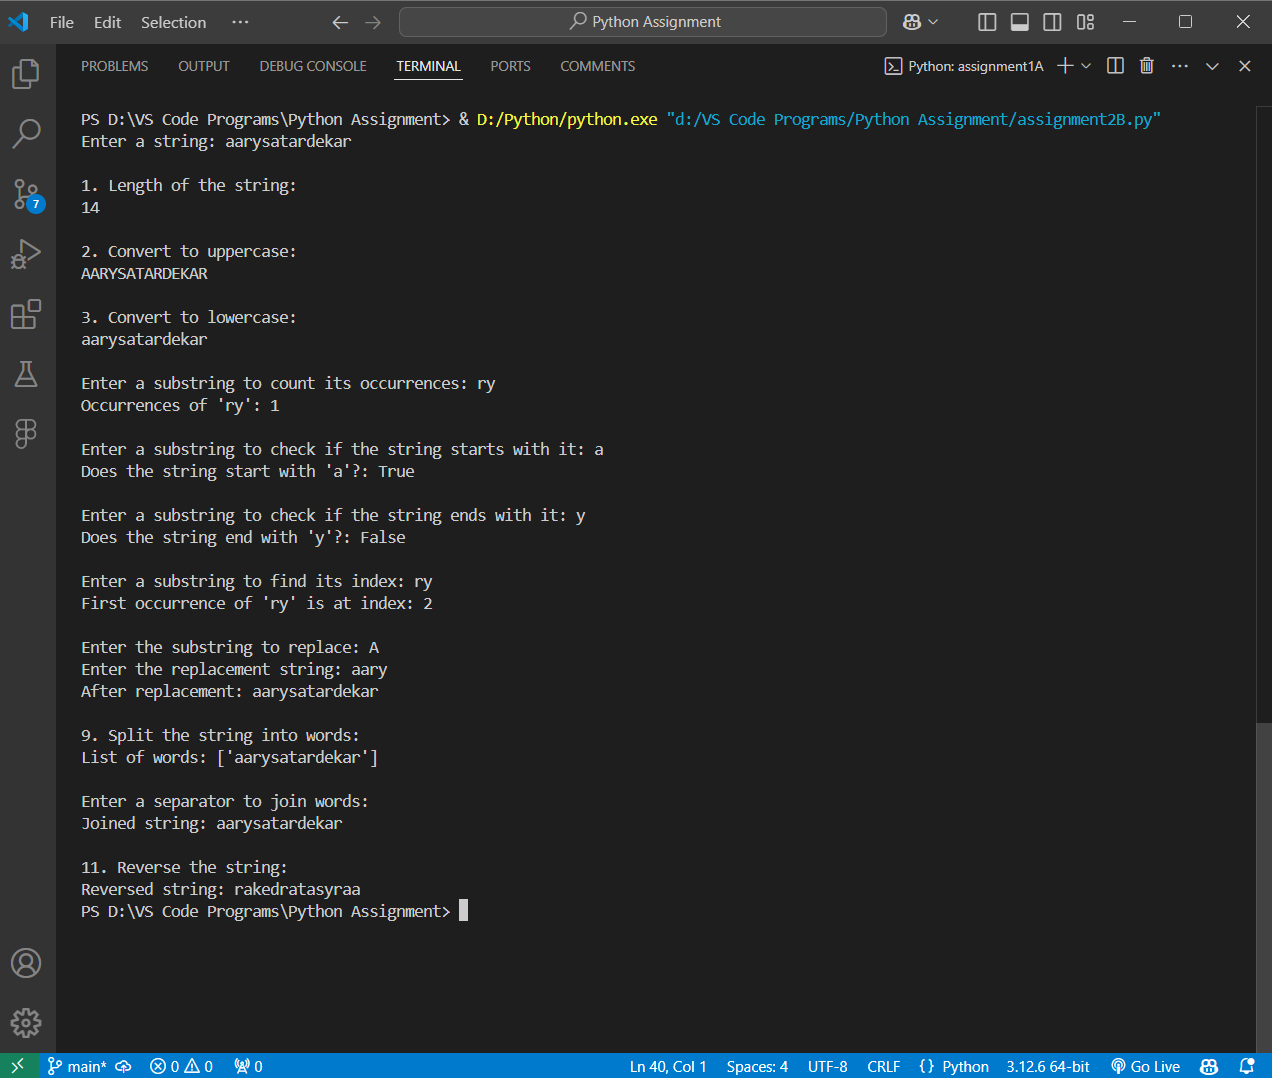 File Edit Selection ··· Python Assignment
PROBLEMS OUTPUT DEBUG CONSOLE TERMINAL PORTS COMMENTS Python: assignment1A
PS D:\VS Code Programs\Python Assignment> & D:/Python/python.exe "d:/VS Code Programs/Python Assignment/assignment2B.py"
Enter a string: aarysatardekar
1. Length of the string:
14
2. Convert to uppercase:
AARYSATARDEKAR
3. Convert to lowercase:
aarysatardekar
Enter a substring to count its occurrences: ry
Occurrences of 'ry': 1
Enter a substring to check if the string starts with it: a
Does the string start with 'a'?: True
Enter a substring to check if the string ends with it: y
Does the string end with 'y'?: False
Enter a substring to find its index: ry
First occurrence of 'ry' is at index: 2
Enter the substring to replace: A
Enter the replacement string: aary
After replacement: aarysatardekar
9. Split the string into words:
List of words: ['aarysatardekar']
Enter a separator to join words:
Joined string: aarysatardekar
11. Reverse the string:
Reversed string: rakedratasyraa
PS D:\VS Code Programs\Python Assignment>
7
main* 0 0 0 Ln 40, Col 1 Spaces: 4 UTF-8 CRLF {} Python 3.12.6 64-bit Go Live